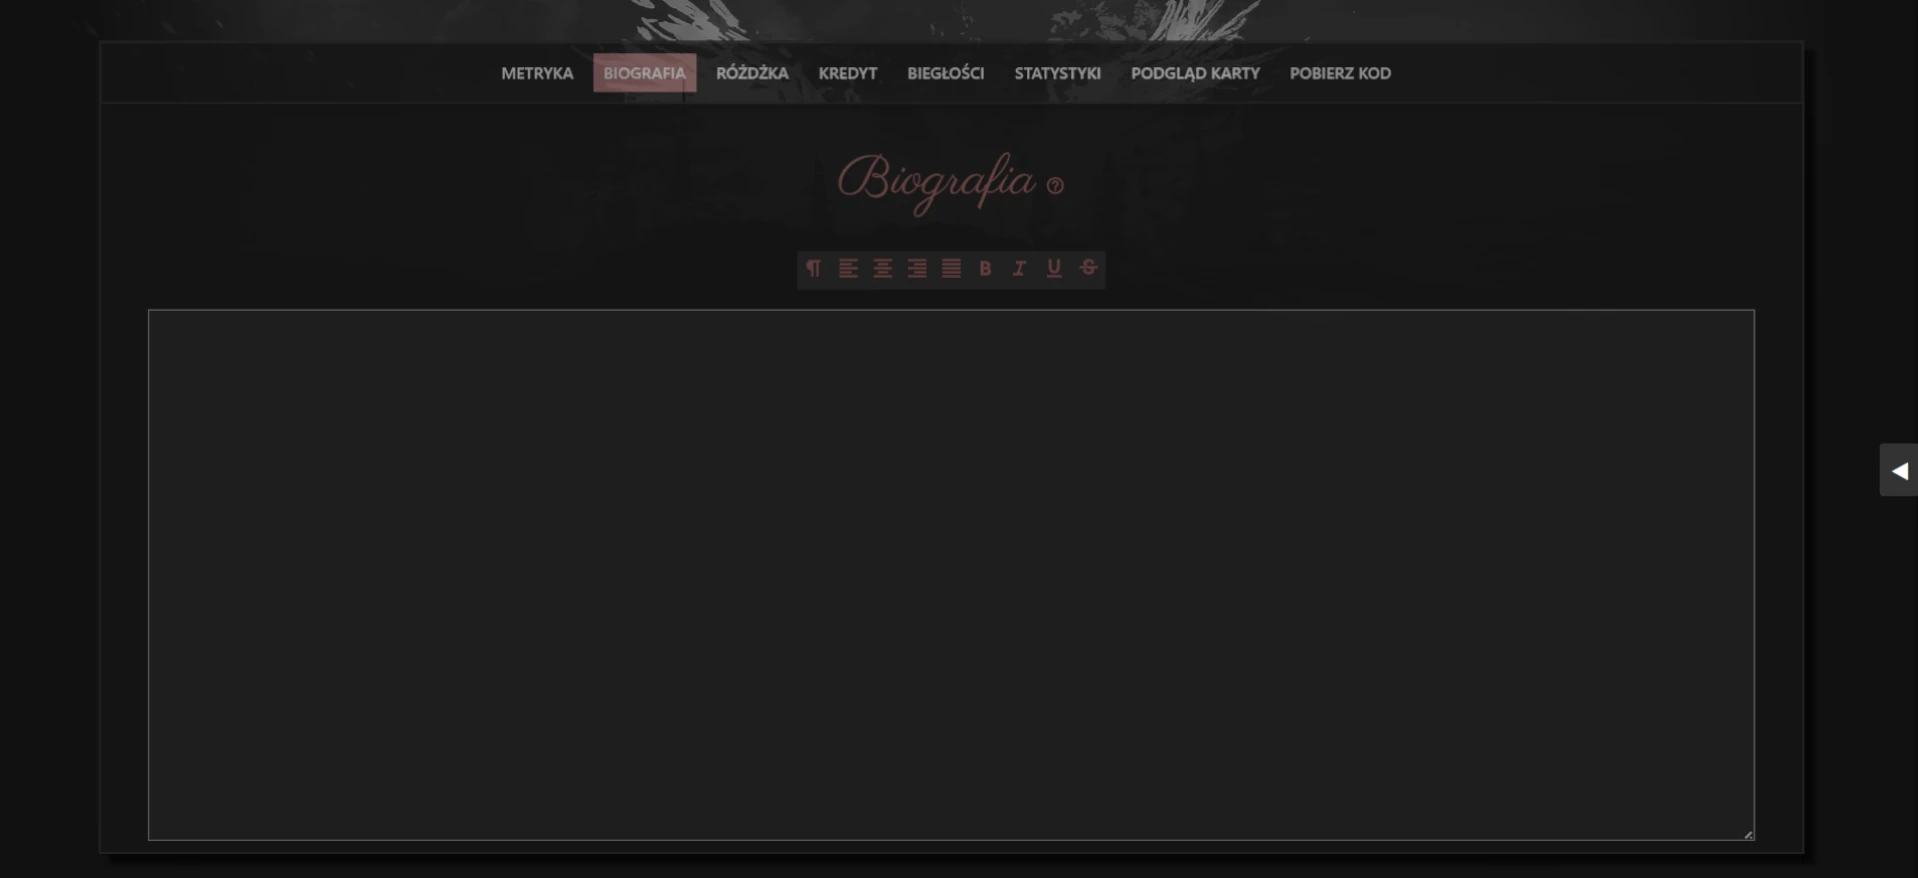 METRYKA BIOGRAFIA RÓŻDŻKA KREDYT BIEGŁOŚCI STATYSTYKI PODGLĄD KARTY POBIERZ KOD
Biografia ?
¶ B I U S